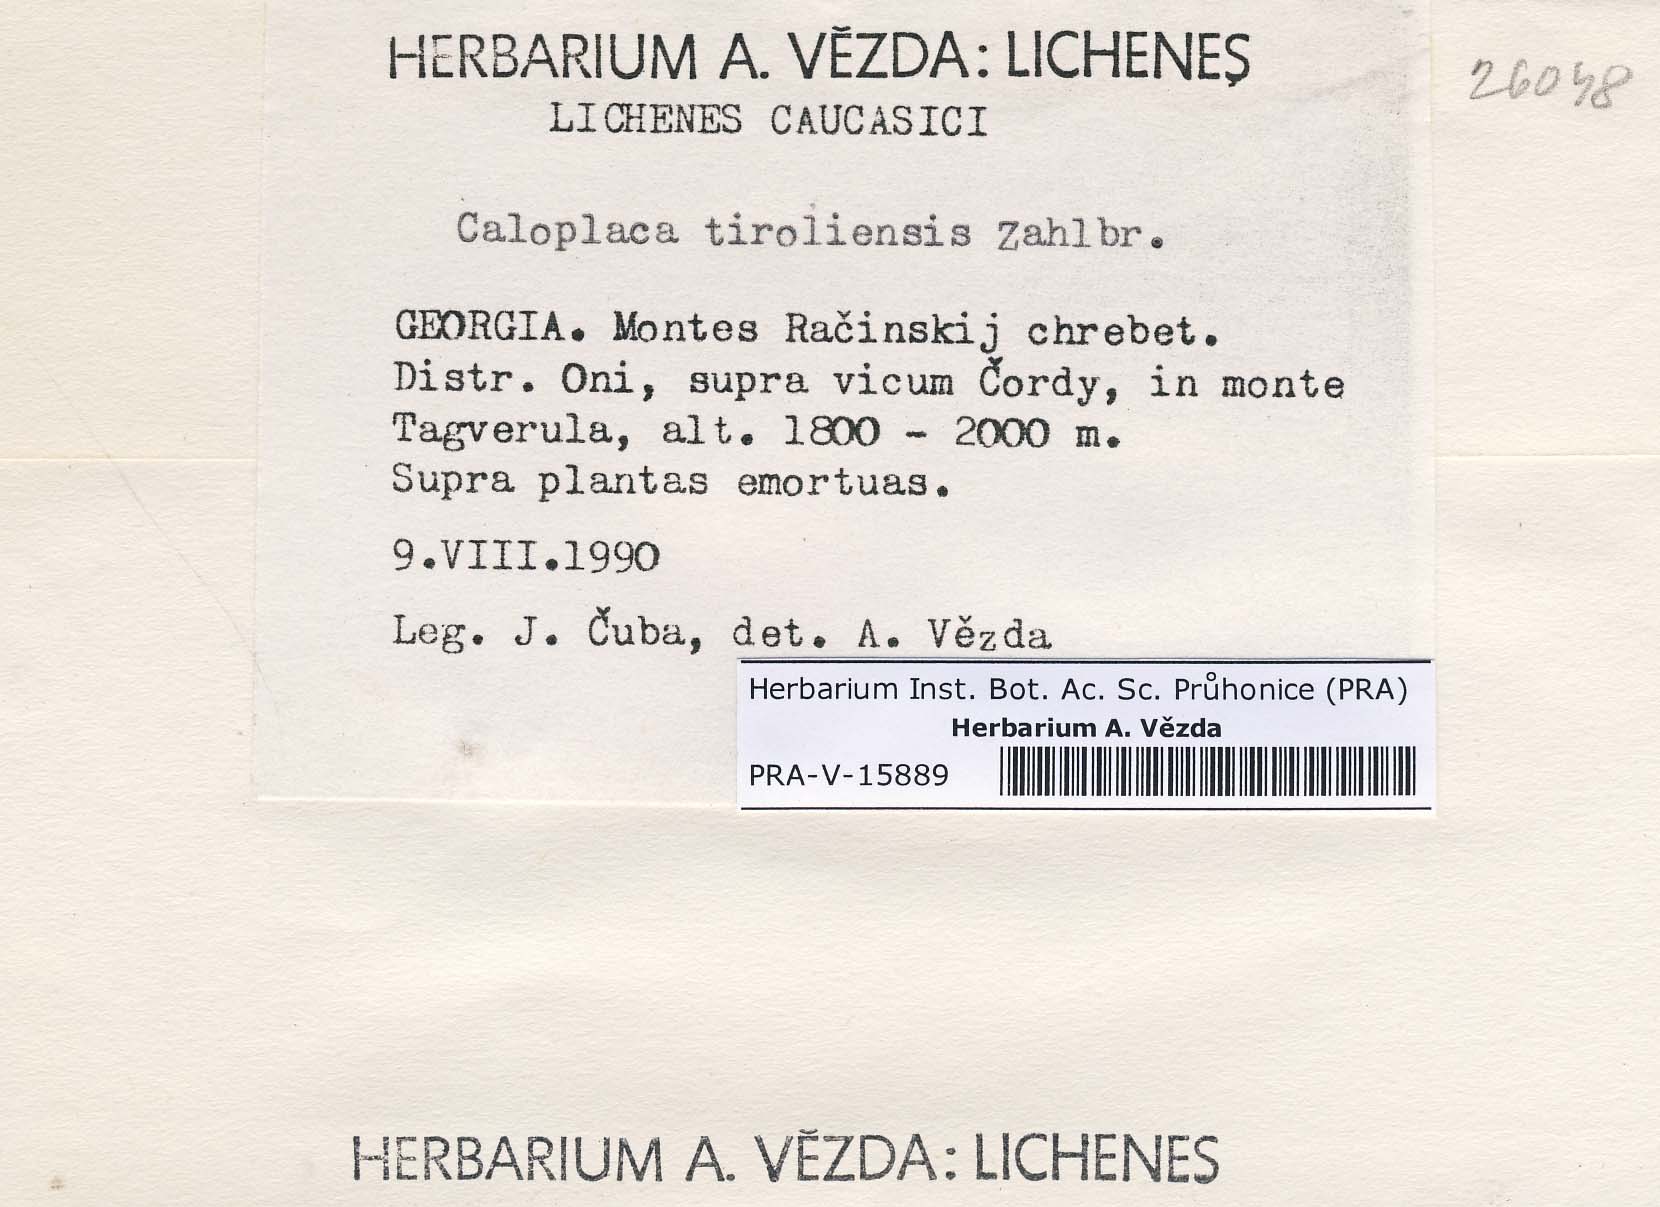 HERBARIUM A. VĚZDA: LICHENES
26048
LICHENES CAUCASICI
Caloplaca tiroliensis Zahlbr.
GEORGIA. Montes Račinskij chrebet.
Distr. Oni, supra vicum Čordy, in monte
Tagverula, alt. 1800 - 2000 m.
Supra plantas emortuas.
9.VIII.1990
Leg. J. Čuba, det. A. Vězda
Herbarium Inst. Bot. Ac. Sc. Průhonice (PRA)
Herbarium A. Vězda
PRA-V-15889
HERBARIUM A. VĚZDA: LICHENES